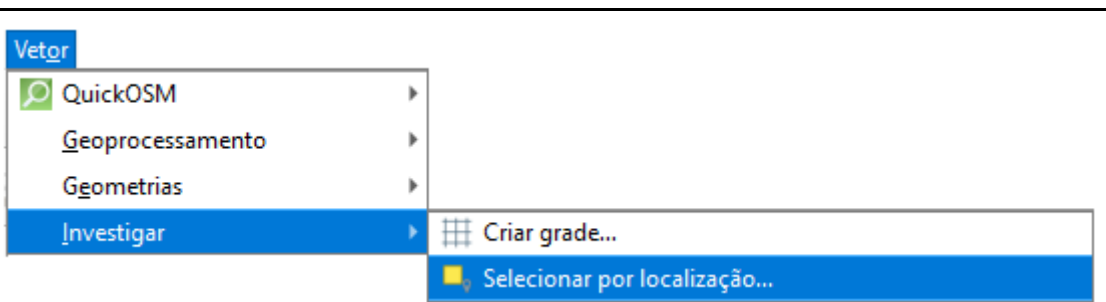 Vetor
QuickOSM
Geoprocessamento
Geometrias
Investigar
Criar grade...
Selecionar por localização...